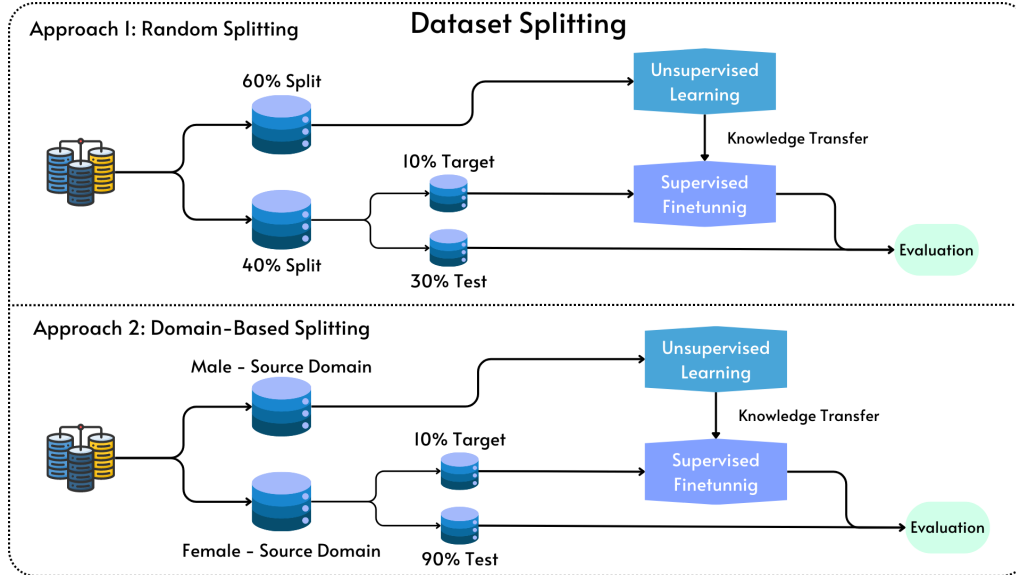 Dataset Splitting
Approach 1: Random Splitting
60% Split
Unsupervised
Learning
Knowledge Transfer
10% Target
Supervised
Finetunnig
40% Split
30% Test
Evaluation
Approach 2: Domain-Based Splitting
Male - Source Domain
Unsupervised
Learning
Knowledge Transfer
10% Target
Supervised
Finetunnig
Female - Source Domain
90% Test
Evaluation